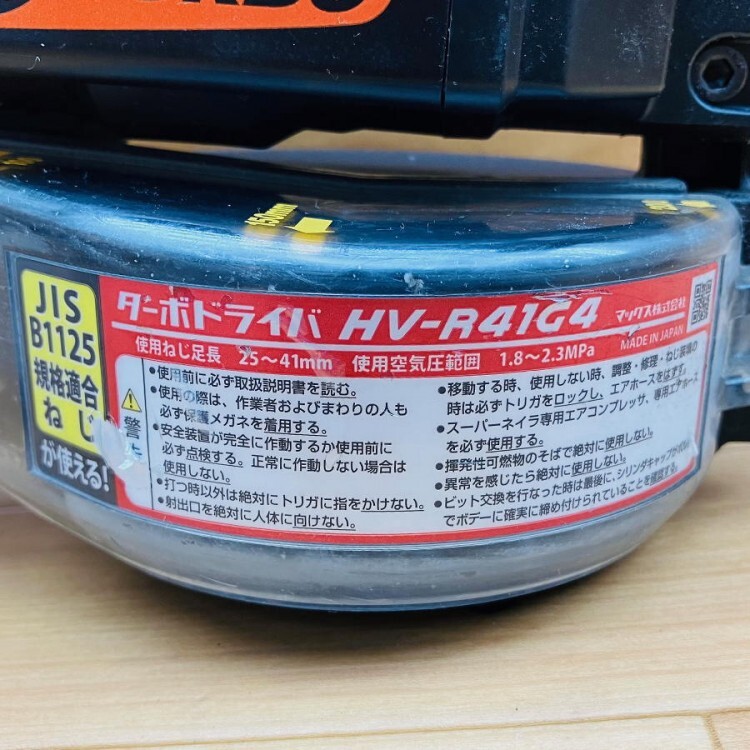 TURBO
150mm
JIS
B1125
規格適合
ねじ
が使える!
ターボドライバ HV-R41G4 マックス株式会社
MADE IN JAPAN
使用ねじ足長 25～41mm 使用空気圧範囲 1.8～2.3MPa
警告
•使用前に必ず取扱説明書を読む。
•使用の際は、作業者およびまわりの人も
必ず保護メガネを着用する。
•安全装置が完全に作動するか使用前に
必ず点検する。正常に作動しない場合は
使用しない。
•打つ時以外は絶対にトリガに指をかけない。
•射出口を絶対に人体に向けない。
•移動する時、使用しない時、調整・修理・ねじ装填の
時は必ずトリガをロックし、エアホースをはずす。
•スーパーネイラ専用エアコンプレッサ、専用エアホース
を必ず使用する。
•揮発性可燃物のそばで絶対に使用しない。
•異常を感じたら絶対に使用しない。
•ビット交換を行なった時は最後に、シリンダキャップが
でボデーに確実に締め付けられていることを確認する。